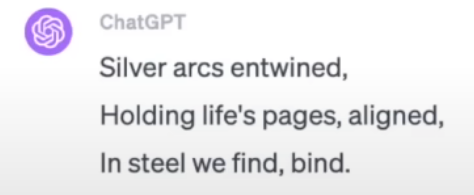 ChatGPT
Silver arcs entwined,
Holding life's pages, aligned,
In steel we find, bind.